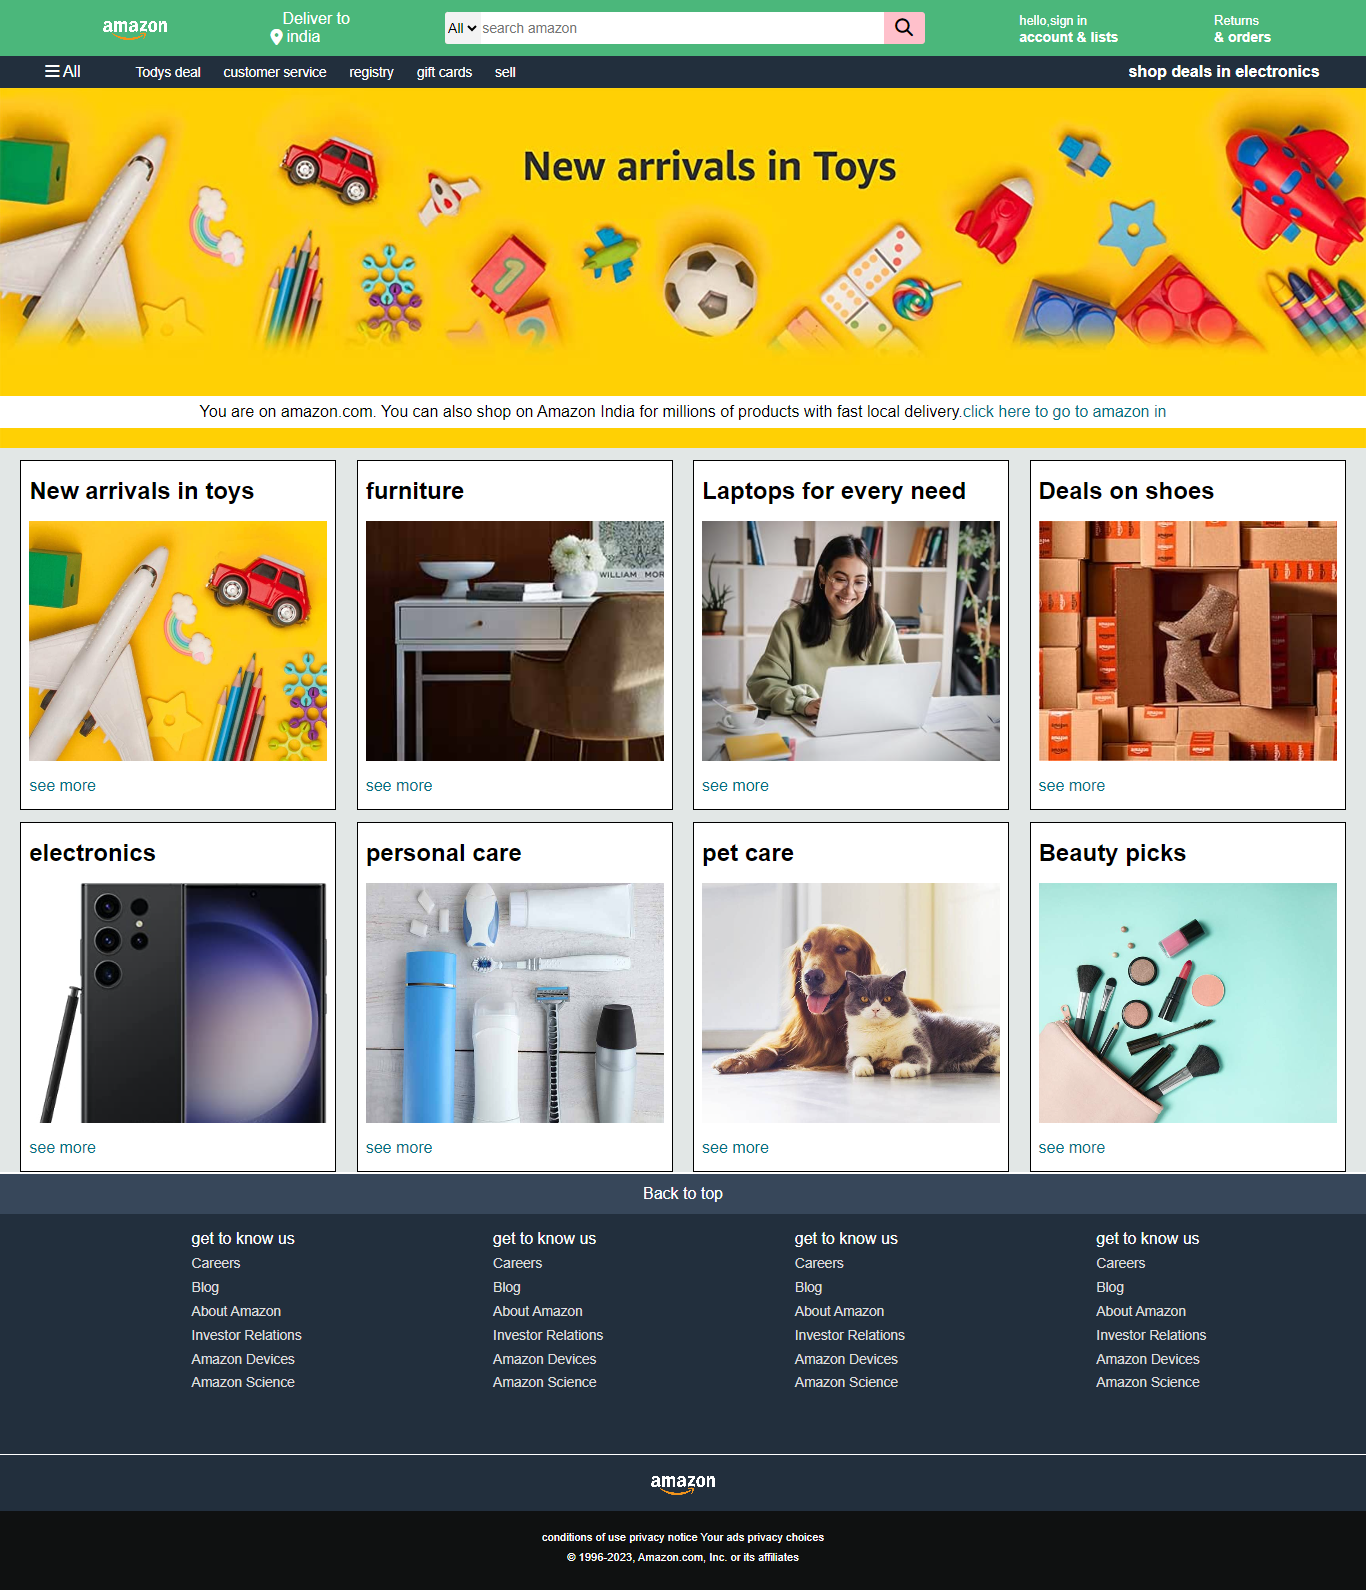 amazon
Deliver to
india
All
search amazon
hello,sign in
account & lists
Returns
& orders
All
Todys deal
customer service
registry
gift cards
sell
shop deals in electronics
New arrivals in Toys
1
2
You are on amazon.com. You can also shop on Amazon India for millions of products with fast local delivery.click here to go to amazon in
New arrivals in toys
furniture
Laptops for every need
Deals on shoes
WILLIAM MOR
see more
see more
see more
see more
electronics
personal care
pet care
Beauty picks
see more
see more
see more
see more
Back to top
get to know us
Careers
Blog
About Amazon
Investor Relations
Amazon Devices
Amazon Science
get to know us
Careers
Blog
About Amazon
Investor Relations
Amazon Devices
Amazon Science
get to know us
Careers
Blog
About Amazon
Investor Relations
Amazon Devices
Amazon Science
get to know us
Careers
Blog
About Amazon
Investor Relations
Amazon Devices
Amazon Science
amazon
conditions of use privacy notice Your ads privacy choices
© 1996-2023, Amazon.com, Inc. or its affiliates